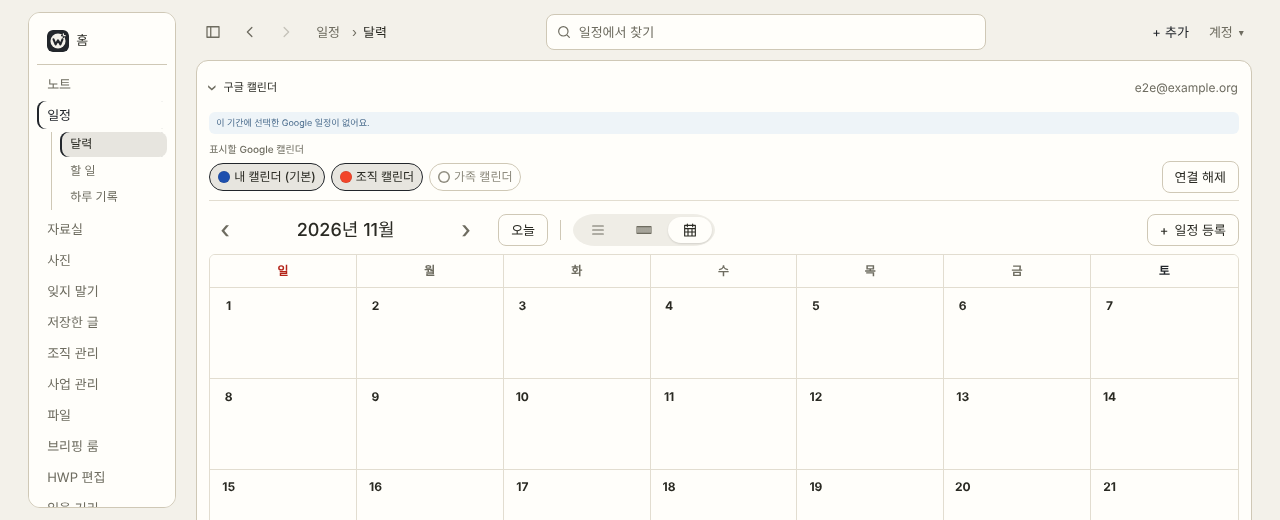 홈
노트
일정
달력
할 일
하루 기록
자료실
사진
잊지 말기
저장한 글
조직 관리
사업 관리
파일
브리핑 룸
HWP 편집
일정 › 달력
일정에서 찾기
+ 추가
계정
구글 캘린더
e2e@example.org
이 기간에 선택한 Google 일정이 없어요.
표시할 Google 캘린더
내 캘린더 (기본)
조직 캘린더
가족 캘린더
연결 해제
2026년 11월
오늘
+ 일정 등록
일 월 화 수 목 금 토
1 2 3 4 5 6 7
8 9 10 11 12 13 14
15 16 17 18 19 20 21